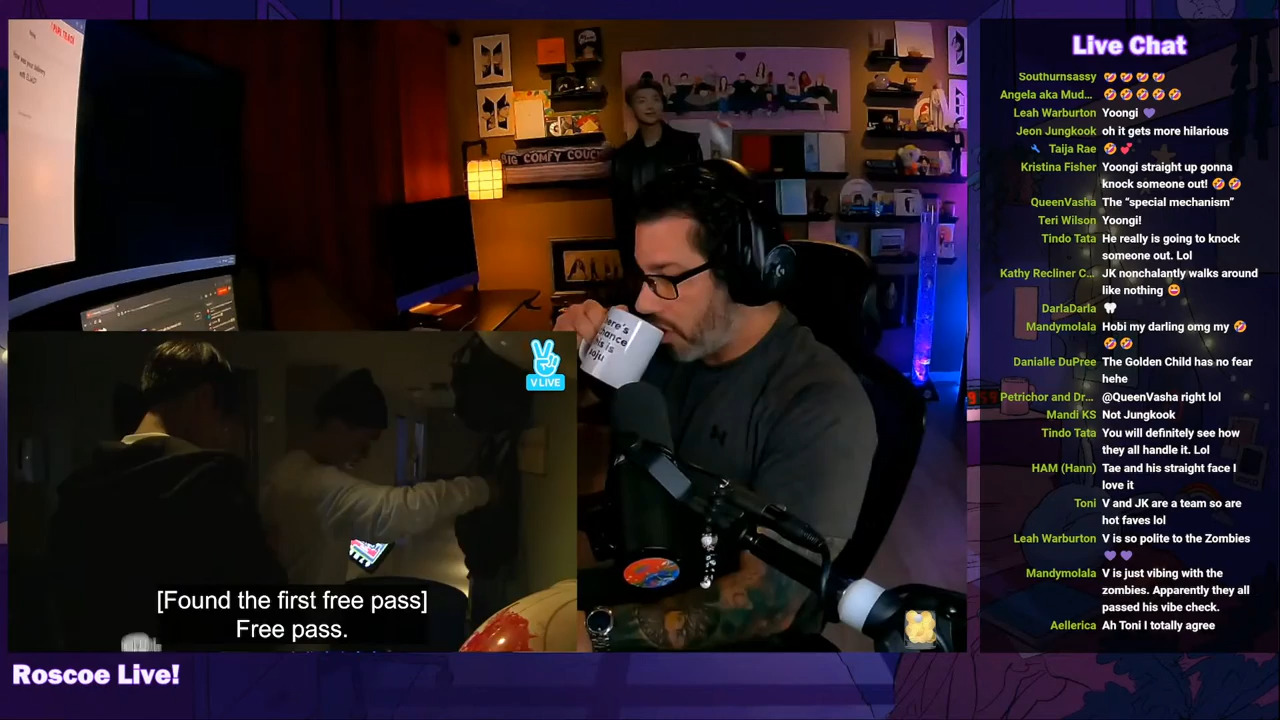 Live Chat
Southurnsassy 🤣 🤣 🤣 🤣
Angela aka Mud... 🤣 🤣 🤣 🤣 🤣
Leah Warburton Yoongi 💜
Jeon Jungkook oh it gets more hilarious
Taija Rae 🤣 💕
Kristina Fisher Yoongi straight up gonna
knock someone out! 🤣 🤣
QueenVasha The “special mechanism”
Teri Wilson Yoongi!
Tindo Tata He really is going to knock
someone out. Lol
Kathy Recliner C... JK nonchalantly walks around
like nothing 😄
DarlaDarla
Mandymolala Hobi my darling omg my 🤣
🤣 🤣
Danialle DuPree The Golden Child has no fear
hehe
Petrichor and Dr... @QueenVasha right lol
Mandi KS Not Jungkook
Tindo Tata You will definitely see how
they all handle it. Lol
HAM (Hann) Tae and his straight face I
love it
Toni V and JK are a team so are
hot faves lol
Leah Warburton V is so polite to the Zombies
💜 💜
Mandymolala V is just vibing with the
zombies. Apparently they all
passed his vibe check.
Aellerica Ah Toni I totally agree
BIG COMFY COUCH
V LIVE
[Found the first free pass]
Free pass.
Roscoe Live!